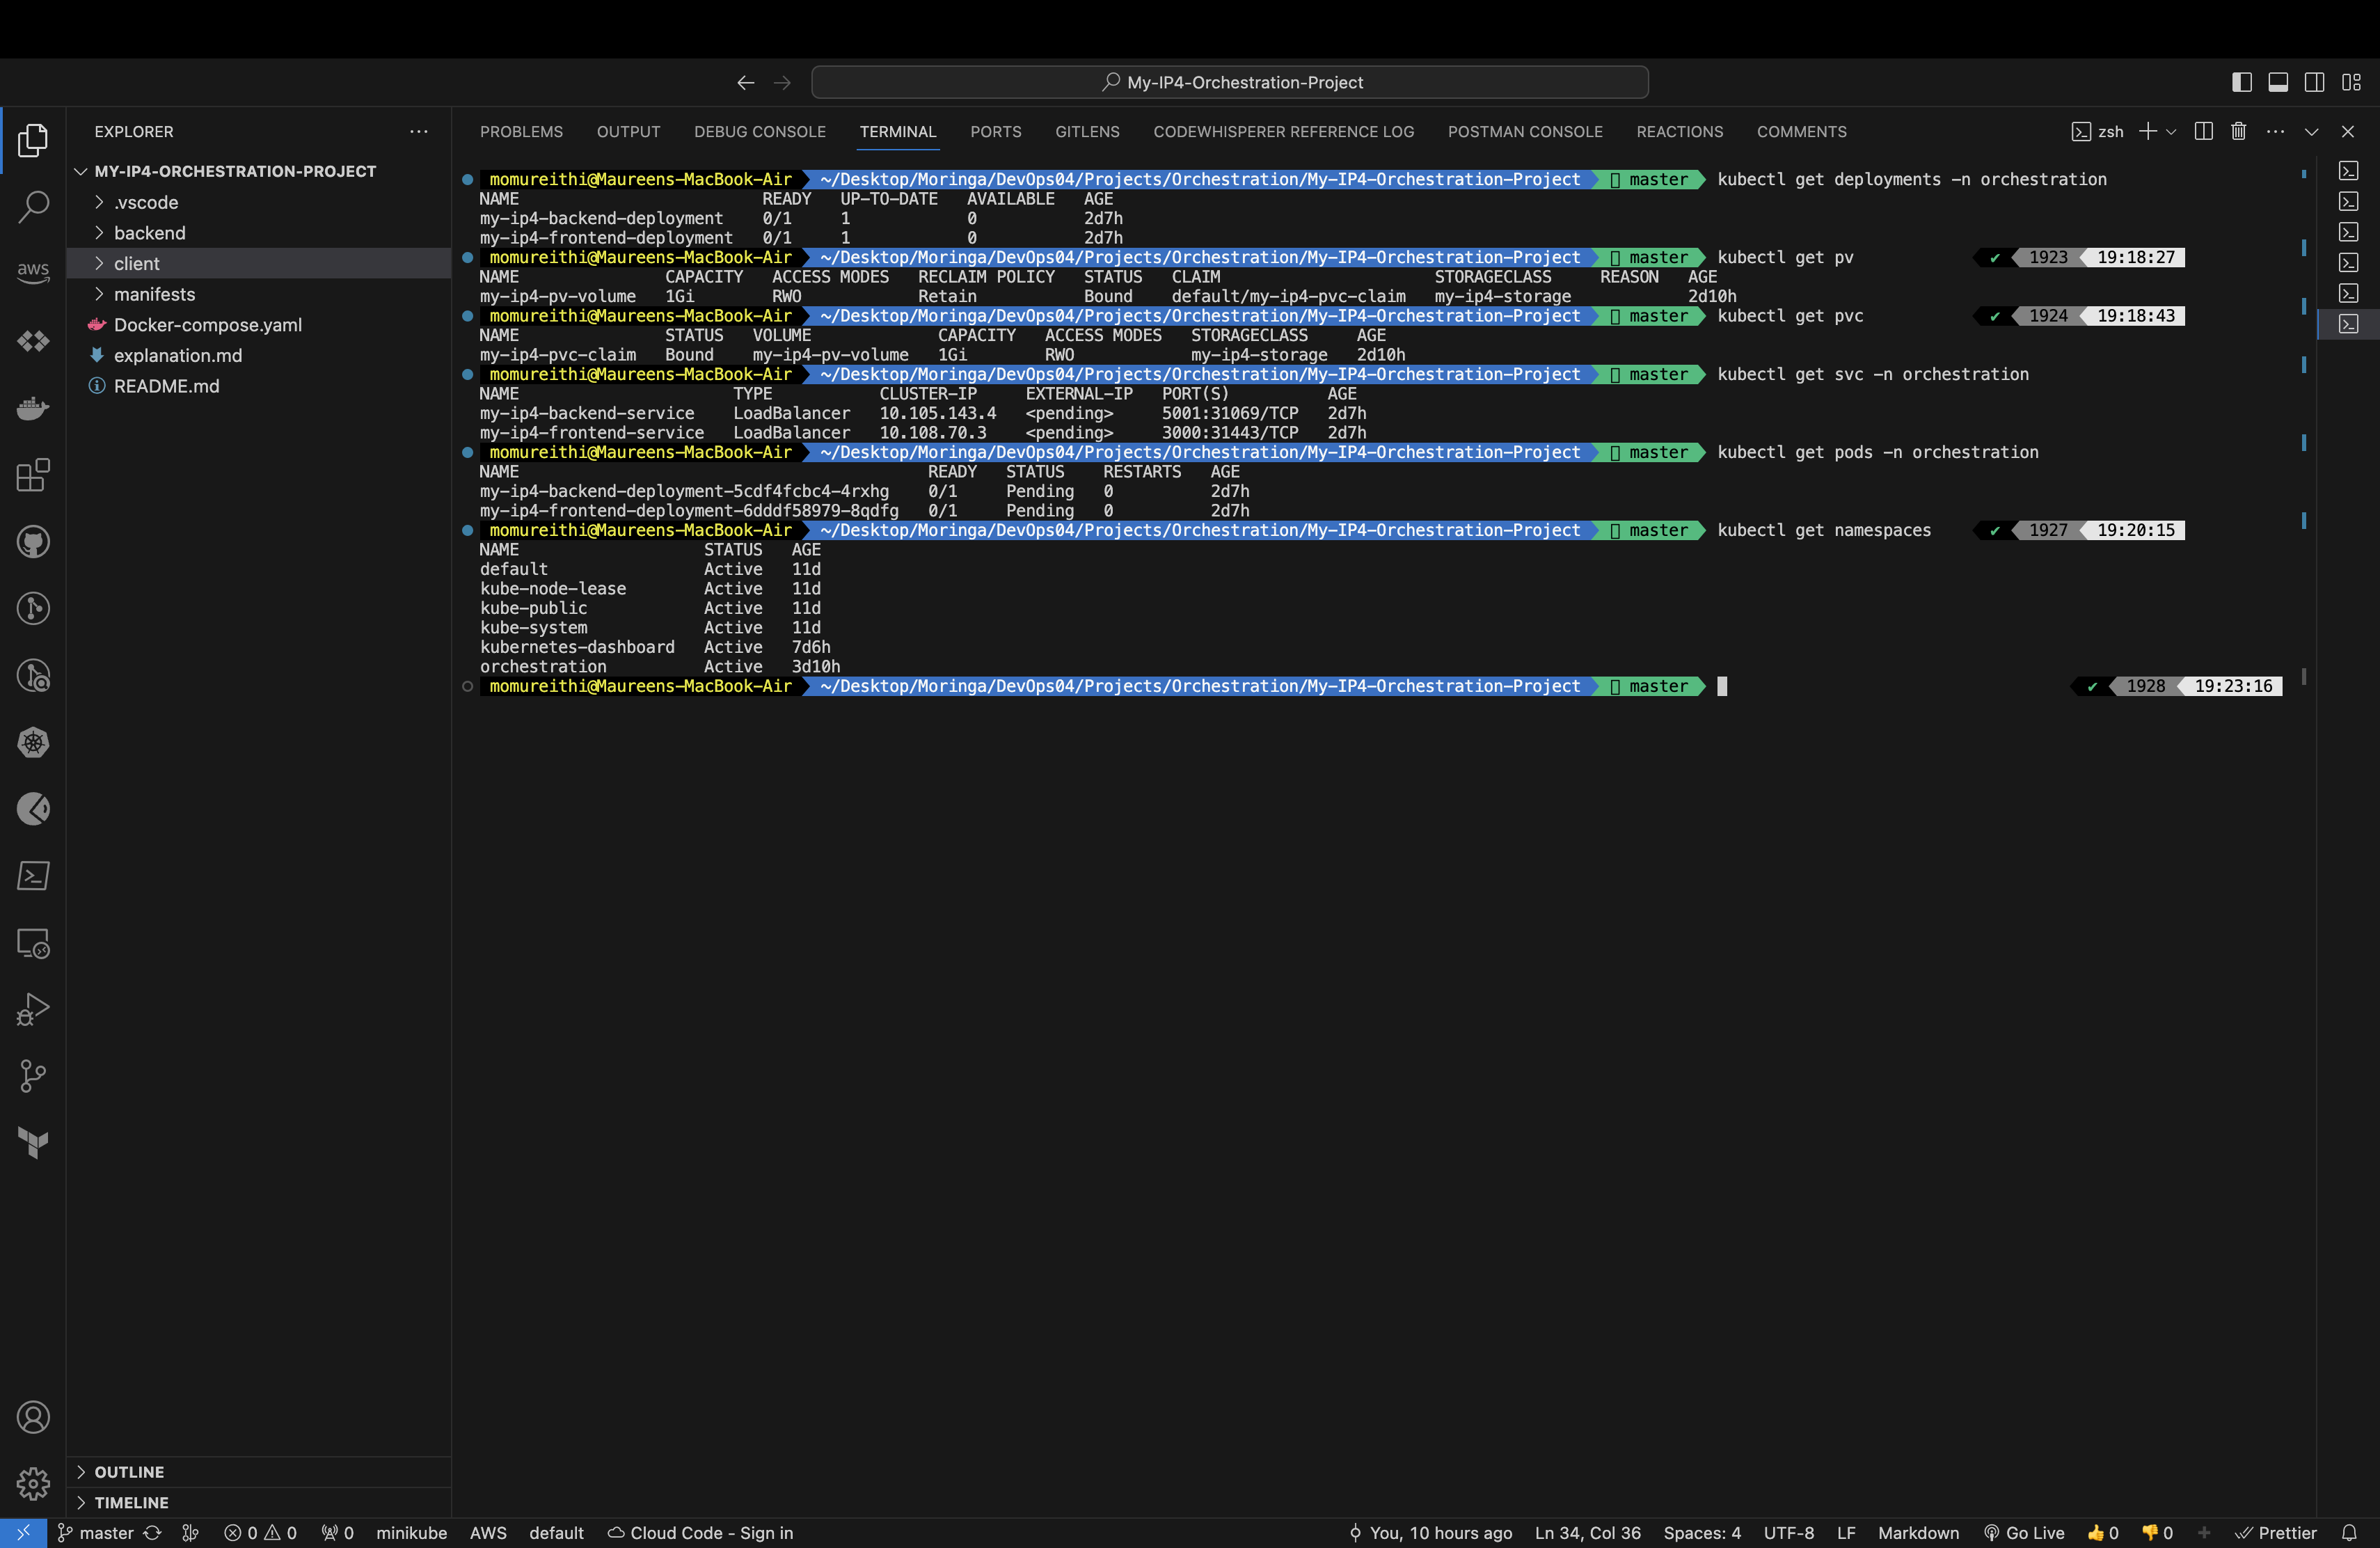 My-IP4-Orchestration-Project
EXPLORER
MY-IP4-ORCHESTRATION-PROJECT
.vscode
backend
client
manifests
Docker-compose.yaml
explanation.md
README.md
OUTLINE
TIMELINE
aws
PROBLEMS OUTPUT DEBUG CONSOLE TERMINAL PORTS GITLENS CODEWHISPERER REFERENCE LOG POSTMAN CONSOLE REACTIONS COMMENTS zsh
momureithi@Maureens-MacBook-Air ~/Desktop/Moringa/DevOps04/Projects/Orchestration/My-IP4-Orchestration-Project master kubectl get deployments -n orchestration
NAME READY UP-TO-DATE AVAILABLE AGE
my-ip4-backend-deployment 0/1 1 0 2d7h
my-ip4-frontend-deployment 0/1 1 0 2d7h
momureithi@Maureens-MacBook-Air ~/Desktop/Moringa/DevOps04/Projects/Orchestration/My-IP4-Orchestration-Project master kubectl get pv ✔ 1923 19:18:27
NAME CAPACITY ACCESS MODES RECLAIM POLICY STATUS CLAIM STORAGECLASS REASON AGE
my-ip4-pv-volume 1Gi RWO Retain Bound default/my-ip4-pvc-claim my-ip4-storage 2d10h
momureithi@Maureens-MacBook-Air ~/Desktop/Moringa/DevOps04/Projects/Orchestration/My-IP4-Orchestration-Project master kubectl get pvc ✔ 1924 19:18:43
NAME STATUS VOLUME CAPACITY ACCESS MODES STORAGECLASS AGE
my-ip4-pvc-claim Bound my-ip4-pv-volume 1Gi RWO my-ip4-storage 2d10h
momureithi@Maureens-MacBook-Air ~/Desktop/Moringa/DevOps04/Projects/Orchestration/My-IP4-Orchestration-Project master kubectl get svc -n orchestration
NAME TYPE CLUSTER-IP EXTERNAL-IP PORT(S) AGE
my-ip4-backend-service LoadBalancer 10.105.143.4 <pending> 5001:31069/TCP 2d7h
my-ip4-frontend-service LoadBalancer 10.108.70.3 <pending> 3000:31443/TCP 2d7h
momureithi@Maureens-MacBook-Air ~/Desktop/Moringa/DevOps04/Projects/Orchestration/My-IP4-Orchestration-Project master kubectl get pods -n orchestration
NAME READY STATUS RESTARTS AGE
my-ip4-backend-deployment-5cdf4fcbc4-4rxhg 0/1 Pending 0 2d7h
my-ip4-frontend-deployment-6dddf58979-8qdfg 0/1 Pending 0 2d7h
momureithi@Maureens-MacBook-Air ~/Desktop/Moringa/DevOps04/Projects/Orchestration/My-IP4-Orchestration-Project master kubectl get namespaces ✔ 1927 19:20:15
NAME STATUS AGE
default Active 11d
kube-node-lease Active 11d
kube-public Active 11d
kube-system Active 11d
kubernetes-dashboard Active 7d6h
orchestration Active 3d10h
momureithi@Maureens-MacBook-Air ~/Desktop/Moringa/DevOps04/Projects/Orchestration/My-IP4-Orchestration-Project master ✔ 1928 19:23:16
master 0 0 0 minikube AWS default Cloud Code - Sign in You, 10 hours ago Ln 34, Col 36 Spaces: 4 UTF-8 LF Markdown Go Live 👍0 👎0 Prettier